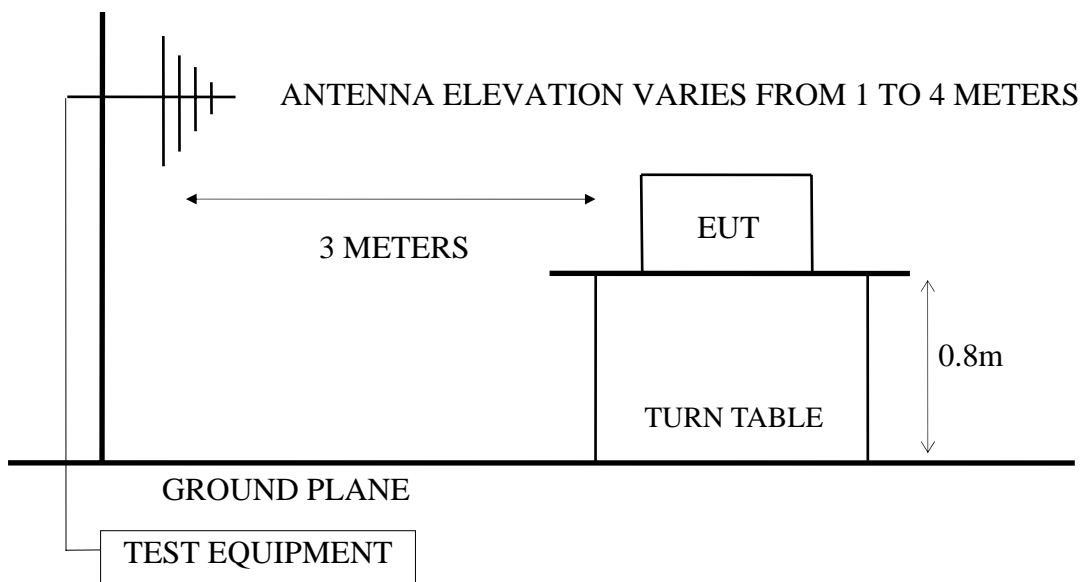 ANTENNA ELEVATION VARIES FROM 1 TO 4 METERS
3 METERS
EUT
0.8m
TURN TABLE
GROUND PLANE
TEST EQUIPMENT